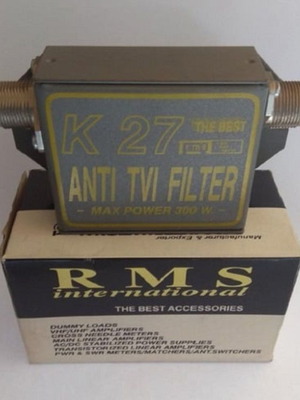 K 27 THE BEST
RMS
ANTI TVI FILTER
MAX POWER 300 W.
Manufacturer & Exporter
RMS
international
THE BEST ACCESSORIES
DUMMY LOADS
VHF/UHF AMPLIFIERS
CROSS NEEDLE METERS
MAIN LINEAR AMPLIFIERS
AC/DC STABILIZED POWER SUPPLIES
TRANSISTORIZED LINEAR AMPLIFIERS
PWR & SWR METERS/MATCHERS/ANT.SWITCHERS